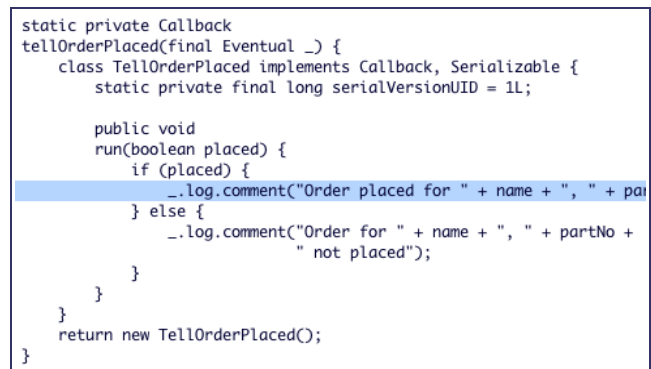 static private Callback
tellOrderPlaced(final Eventual _) {
    class TellOrderPlaced implements Callback, Serializable {
        static private final long serialVersionUID = 1L;

        public void
        run(boolean placed) {
            if (placed) {
                _.log.comment("Order placed for " + name + ", " +
            } else {
                _.log.comment("Order for " + name + ", " + partNo +
                              " not placed");
            }
        }
    }
    return new TellOrderPlaced();
}